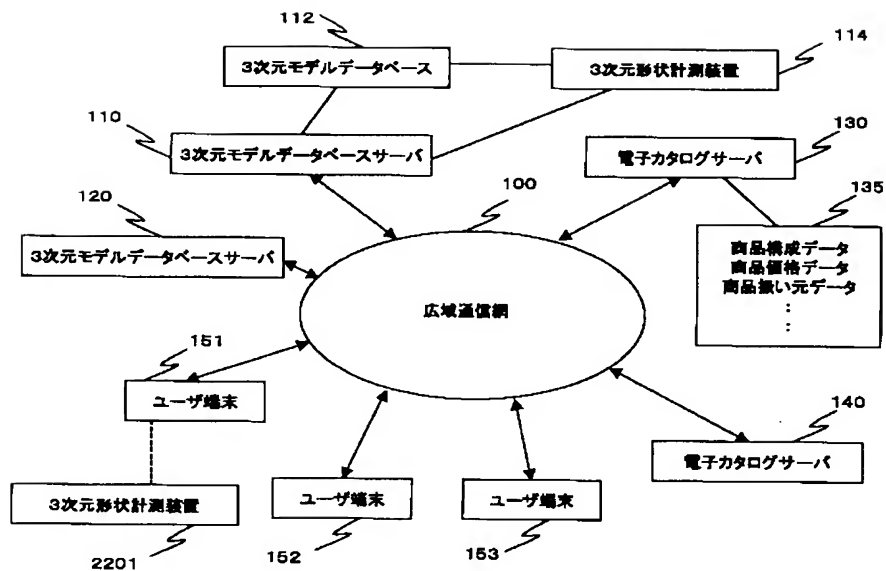 112
114
3次元モデルデータベース
3次元形状計測装置
110
130
3次元モデルデータベースサーバ
電子カタログサーバ
120
100
135
3次元モデルデータベースサーバ
商品構成データ
商品価格データ
商品扱い元データ
:
:
広域通信網
151
ユーザ端末
140
電子カタログサーバ
3次元形状計測装置
ユーザ端末
ユーザ端末
2201
152
153